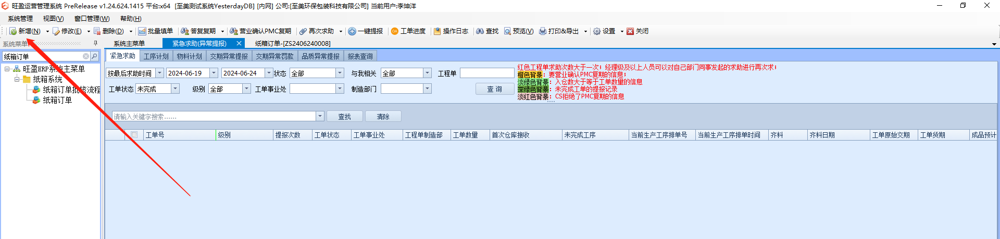 旺盈运营管理系统 PreRelease v1.24.624.1415 平台:x64 [至美测试系统YesterdayDB] [内网] 公司:[至美环保包装科技有限公司] 当前用户:李坤洋
系统管理 视图(V) 窗口管理(W) 帮助(H)
新增(N) 修改(E) 删除(D) 批量填单 答复复期 营业确认PMC复期 再次求助 一键提报 OA 工单进度 操作日志 查找 预览(V) 打印&导出 设置 关闭
系统菜单 系统主菜单 紧急求助(异常提报) 纸箱订单-[ZS2406240008]
纸箱订单 紧急求助 工序计划 物料计划 交期异常提报 交期异常罚款 品质异常提报 报表查询
旺盈ERP系统主菜单
纸箱系统
纸箱订单批核流程
纸箱订单
按最后求助时间 2024-06-19 2024-06-24 状态 全部 与我相关 全部 工程单
工单状态 未完成 级别 全部 工单事业处 制造部门 查 询
红色工程单求助次数大于一次；经理级及以上人员可以对自己部门同事发起的求助进行再次求；
橙色背景：要营业确认PMC复期的信息；
淡绿色背景：入仓数大于等于工单数量的信息
深绿色背景：未完成工单的提报记录
淡红色背景：CS拒绝了PMC复期的信息
请输入关键字搜索...... 查找 清除
工单号 级别 提报次数 工单状态 工单事业处 工程单制造部 工单数量 首次仓库接收 未完成工序 当前生产工序排单号 当前生产工序排单时间 齐料 齐料日期 工单原始交期 工单货期 成品预计